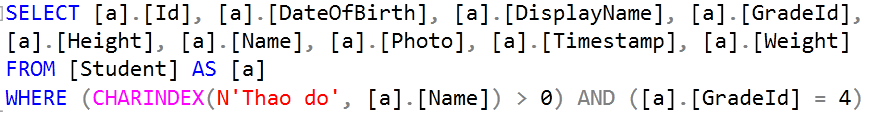 SELECT [a].[Id], [a].[DateOfBirth], [a].[DisplayName], [a].[GradeId],
[a].[Height], [a].[Name], [a].[Photo], [a].[Timestamp], [a].[Weight]
FROM [Student] AS [a]
WHERE (CHARINDEX(N'Thao do', [a].[Name]) > 0) AND ([a].[GradeId] = 4)